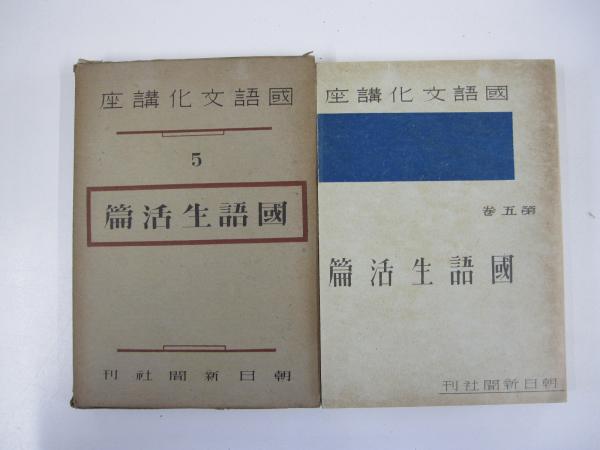 國語文化講座
5
國語生活篇
朝日新聞社刊
國語文化講座
第五卷
國語生活篇
朝日新聞社刊